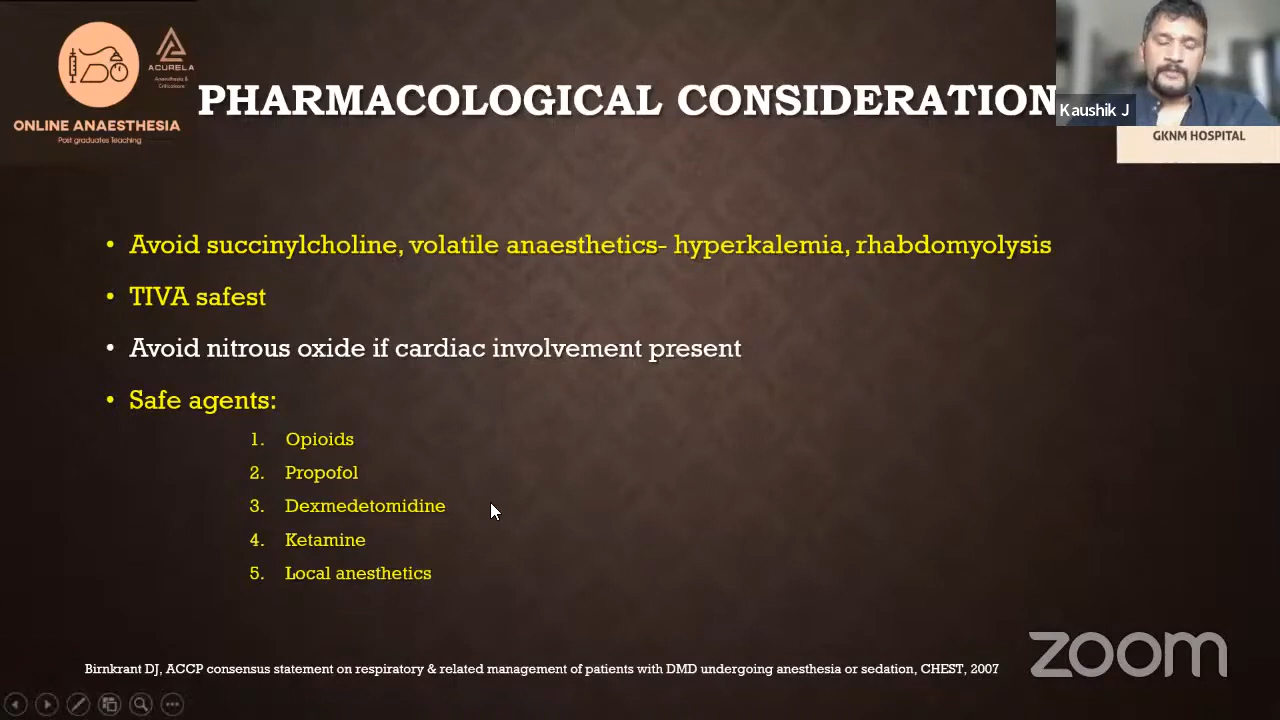 ACURELA
Anaesthesia &
Criticalcare
ONLINE ANAESTHESIA
Post graduates Teaching
PHARMACOLOGICAL CONSIDERATION
Kaushik J
GKNM HOSPITAL
• Avoid succinylcholine, volatile anaesthetics- hyperkalemia, rhabdomyolysis
• TIVA safest
• Avoid nitrous oxide if cardiac involvement present
• Safe agents:
1. Opioids
2. Propofol
3. Dexmedetomidine
4. Ketamine
5. Local anesthetics
Birnkrant DJ, ACCP consensus statement on respiratory & related management of patients with DMD undergoing anesthesia or sedation, CHEST, 2007
zoom